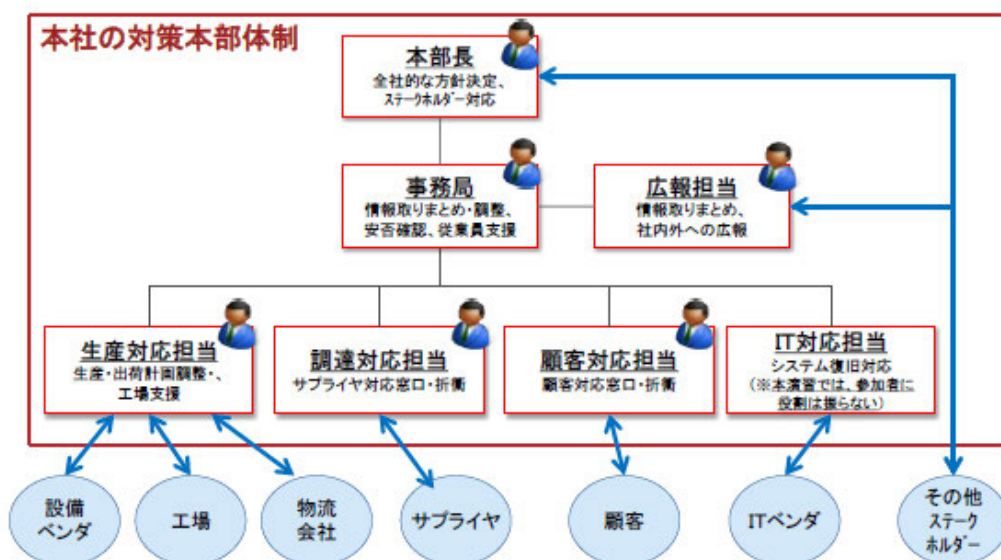 本社の対策本部体制
本部長
全社的な方針決定、
ステークホルダー対応
事務局
情報取りまとめ・調整、
安否確認、従業員支援
広報担当
情報取りまとめ、
社内外への広報
生産対応担当
生産・出荷計画調整・、
工場支援
調達対応担当
サプライヤ対応窓口・折衝
顧客対応担当
顧客対応窓口・折衝
IT対応担当
システム復旧対応
(※本演習では、参加者に
役割は振らない)
設備
ベンダ
工場
物流
会社
サプライヤ
顧客
ITベンダ
その他
ステーク
ホルダー